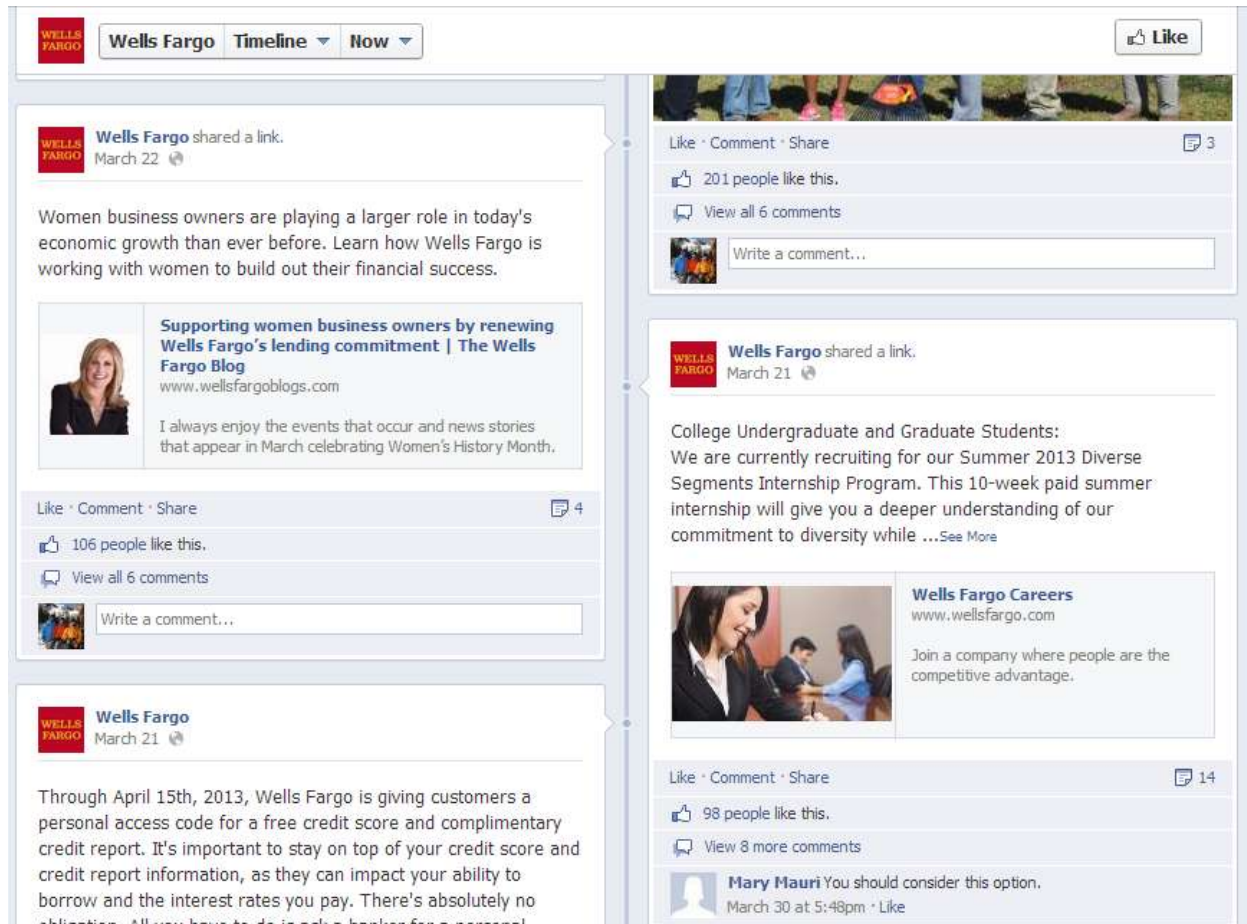 WELLS
FARGO
Wells Fargo Timeline Now
Like
WELLS
FARGO
Wells Fargo shared a link.
March 22
Women business owners are playing a larger role in today's
economic growth than ever before. Learn how Wells Fargo is
working with women to build out their financial success.
Supporting women business owners by renewing
Wells Fargo's lending commitment | The Wells
Fargo Blog
www.wellsfargoblogs.com
I always enjoy the events that occur and news stories
that appear in March celebrating Women's History Month.
Like · Comment · Share 4
106 people like this.
View all 6 comments
Write a comment...
WELLS
FARGO
Wells Fargo
March 21
Through April 15th, 2013, Wells Fargo is giving customers a
personal access code for a free credit score and complimentary
credit report. It's important to stay on top of your credit score and
credit report information, as they can impact your ability to
borrow and the interest rates you pay. There's absolutely no
obligation. All you have to do is ask a banker for a personal
Like · Comment · Share 3
201 people like this.
View all 6 comments
Write a comment...
WELLS
FARGO
Wells Fargo shared a link.
March 21
College Undergraduate and Graduate Students:
We are currently recruiting for our Summer 2013 Diverse
Segments Internship Program. This 10-week paid summer
internship will give you a deeper understanding of our
commitment to diversity while ...See More
Wells Fargo Careers
www.wellsfargo.com
Join a company where people are the
competitive advantage.
Like · Comment · Share 14
98 people like this.
View 8 more comments
Mary Mauri You should consider this option.
March 30 at 5:48pm · Like